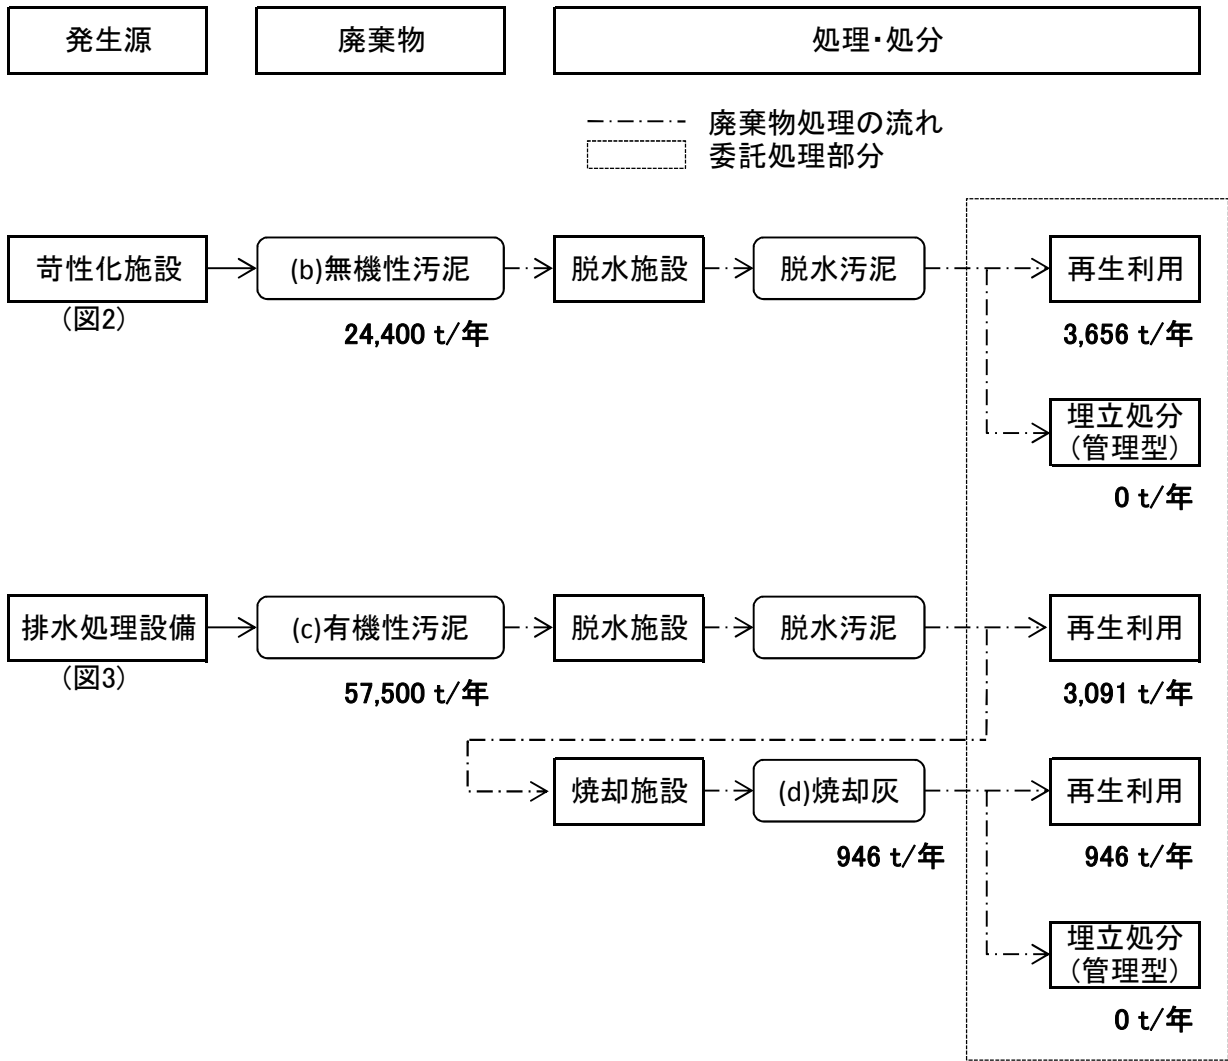 発生源
廃棄物
処理・処分
廃棄物処理の流れ
委託処理部分
苛性化施設
(b)無機性汚泥
脱水施設
脱水汚泥
再生利用
(図2)
24,400 t/年
3,656 t/年
埋立処分
(管理型)
0 t/年
排水処理設備
(c)有機性汚泥
脱水施設
脱水汚泥
再生利用
(図3)
57,500 t/年
3,091 t/年
焼却施設
(d)焼却灰
再生利用
946 t/年
946 t/年
埋立処分
(管理型)
0 t/年